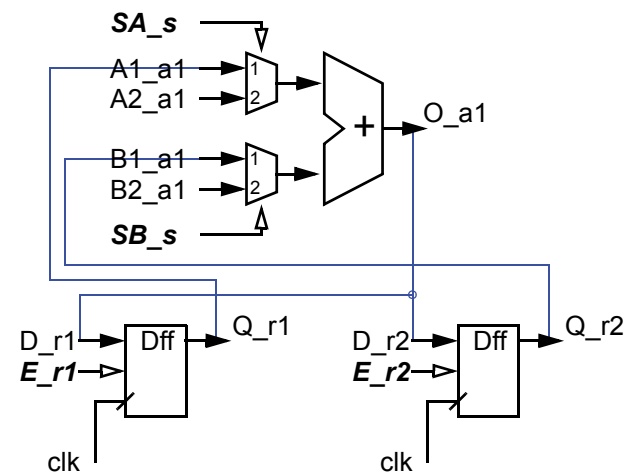 SA_s
A1_a1
1
A2_a1
2
+
O_a1
B1_a1
1
B2_a1
2
SB_s
Q_r1
Q_r2
D_r1
Dff
D_r2
Dff
E_r1
E_r2
clk
clk